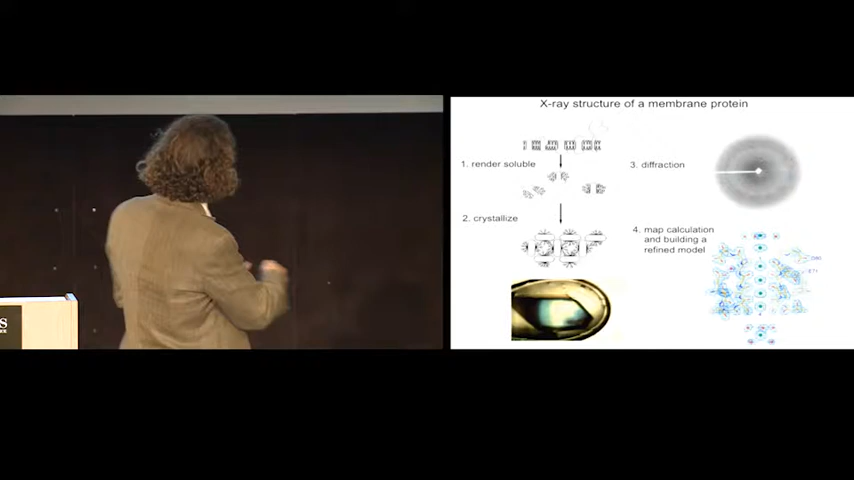 X-ray structure of a membrane protein
1. render soluble
2. crystallize
3. diffraction
4. map calculation
and building a
refined model
S